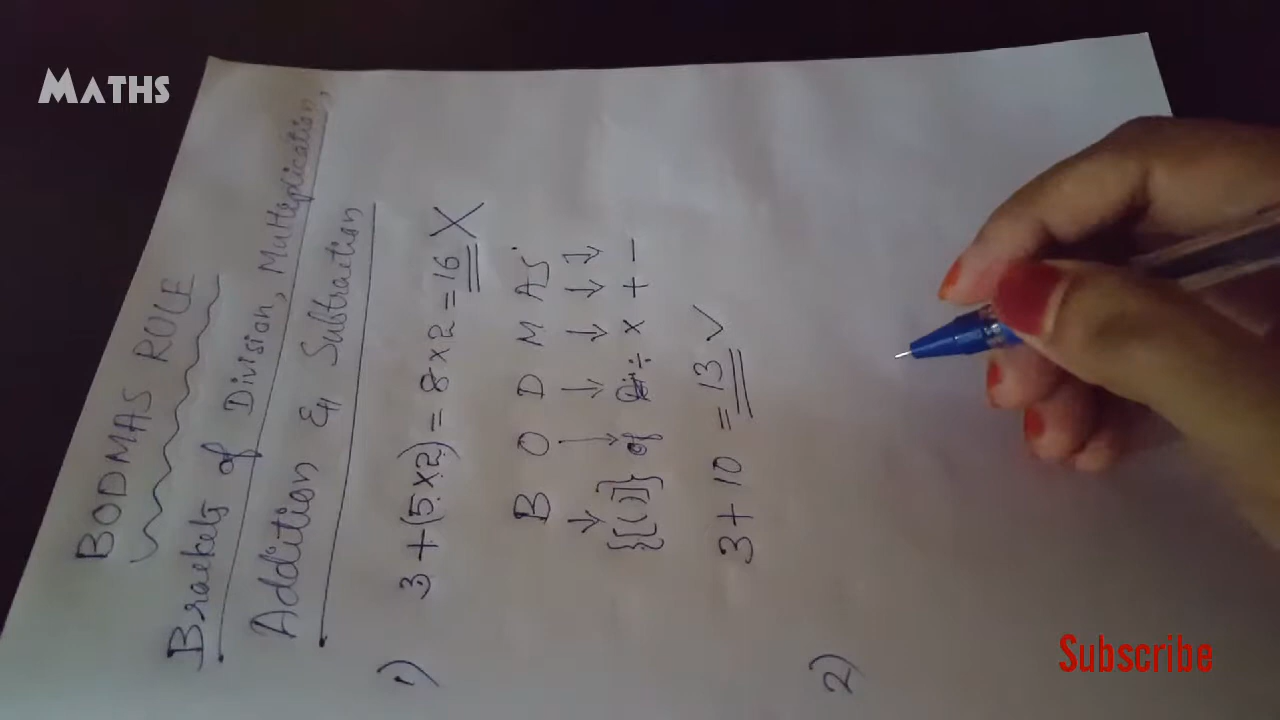 MATHS
BODMAS RULE
Brackets of Division, Multiplication,
Addition & Subtraction
1) 3+(5×2) = 8×2 = 16 X
B O D M A S
↓ ↓ ↓ ↓ ↓ ↓
{[()]} of ÷ × + −
3 + 10 = 13 ✓
2)
Subscribe